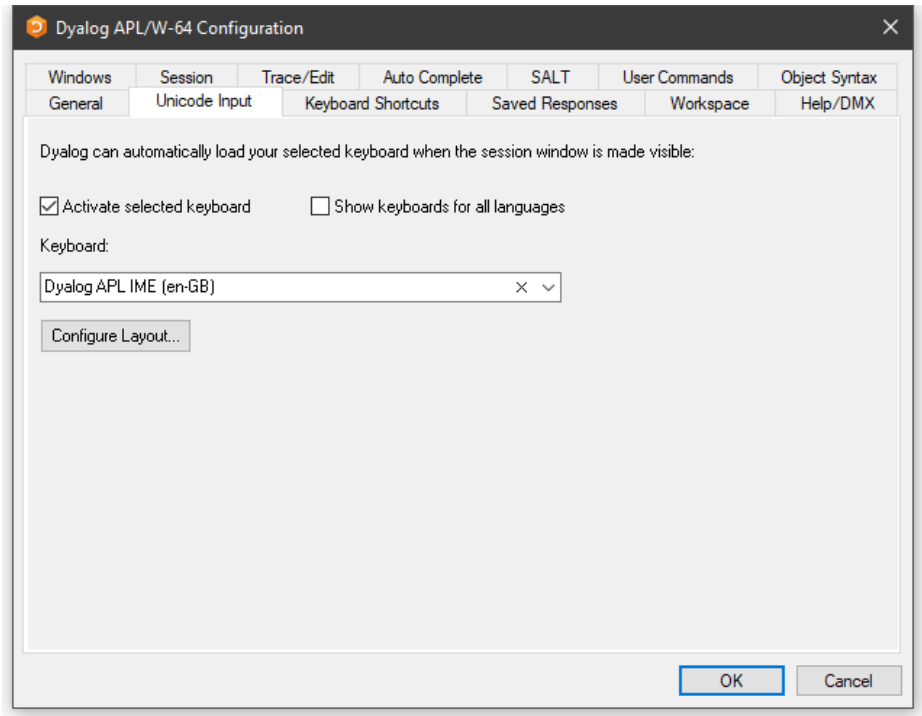 Dyalog APL/W-64 Configuration
Windows Session Trace/Edit Auto Complete SALT User Commands Object Syntax
General Unicode Input Keyboard Shortcuts Saved Responses Workspace Help/DMX
Dyalog can automatically load your selected keyboard when the session window is made visible:
Activate selected keyboard Show keyboards for all languages
Keyboard:
Dyalog APL IME (en-GB)
Configure Layout...
OK Cancel